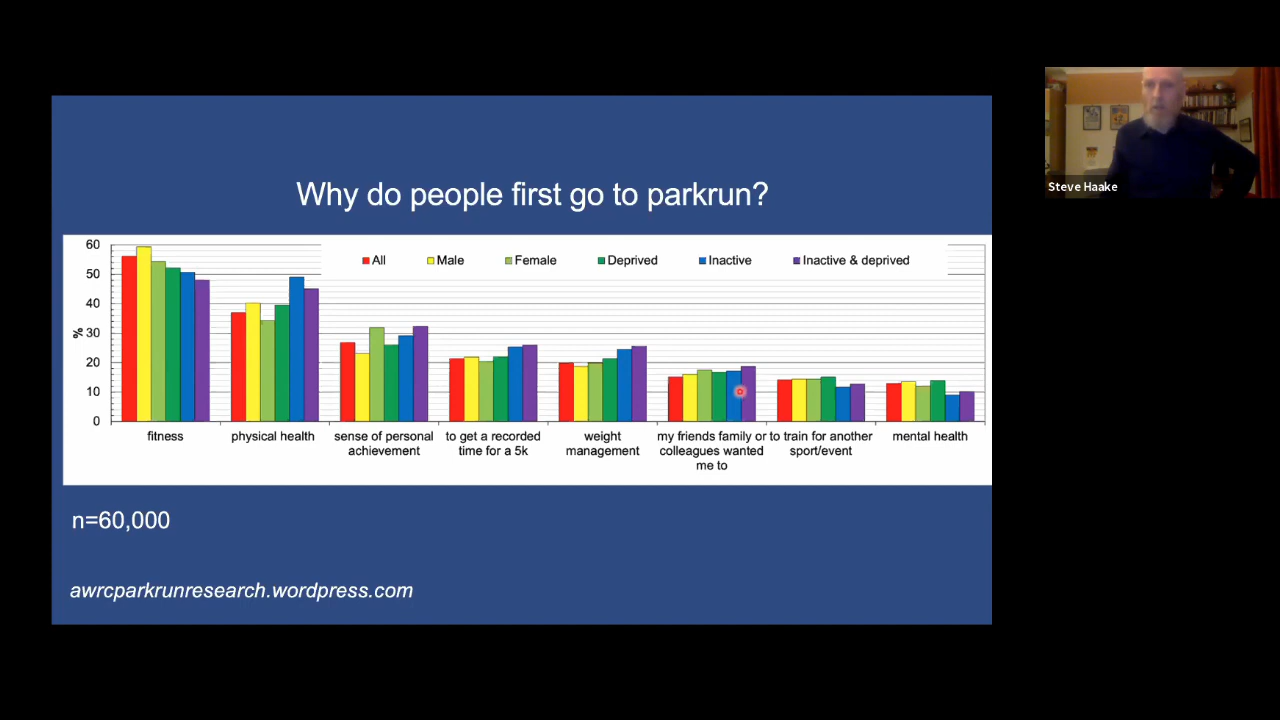 Steve Haake
Why do people first go to parkrun?
60
50
40
30
20
10
0
%
All
Male
Female
Deprived
Inactive
Inactive & deprived
fitness
physical health
sense of personal
achievement
to get a recorded
time for a 5k
weight
management
my friends family or
colleagues wanted
me to
to train for another
sport/event
mental health
n=60,000
awrcparkrunresearch.wordpress.com